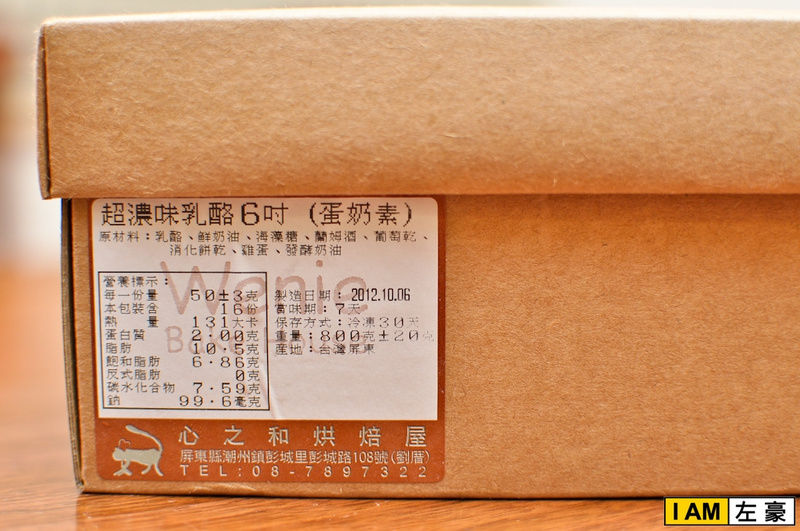 超濃味乳酪6吋 (蛋奶素)
原材料：乳酪、鮮奶油、海藻糖、蘭姆酒、葡萄乾、
消化餅乾、雞蛋、發酵奶油
營養標示：
每一份量 50±3克
本包裝含 16份
熱量 131大卡
蛋白質 2.00克
脂肪 10.5克
飽和脂肪 6.86克
反式脂肪 0克
碳水化合物 7.59克
鈉 99.6毫克
製造日期：2012.10.06
賞味期：7天
保存方式：冷凍30天
重量：800克±20克
產地：台灣屏東
心之和烘焙屋
屏東縣潮州鎮彭城里彭城路108號(劉厝)
TEL:08-7897322
I AM 左豪